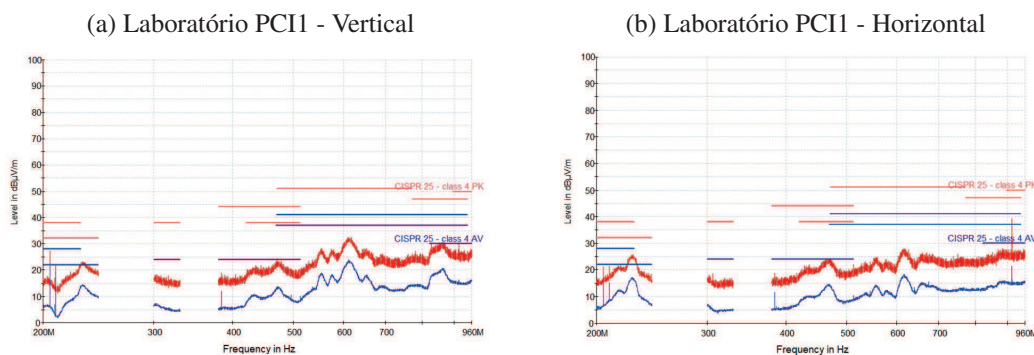 (a) Laboratório PCI1 - Vertical
100
90
80
70
60
50
40
30
20
10
0
Level in dBµV/m
CISPR 25 - class 4 PK
CISPR 25 - class 4 AV
200M 300 400 500 600 700 960M
Frequency in Hz
(b) Laboratório PCI1 - Horizontal
100
90
80
70
60
50
40
30
20
10
0
Level in dBµV/m
CISPR 25 - class 4 PK
CISPR 25 - class 4 AV
200M 300 400 500 600 700 960M
Frequency in Hz